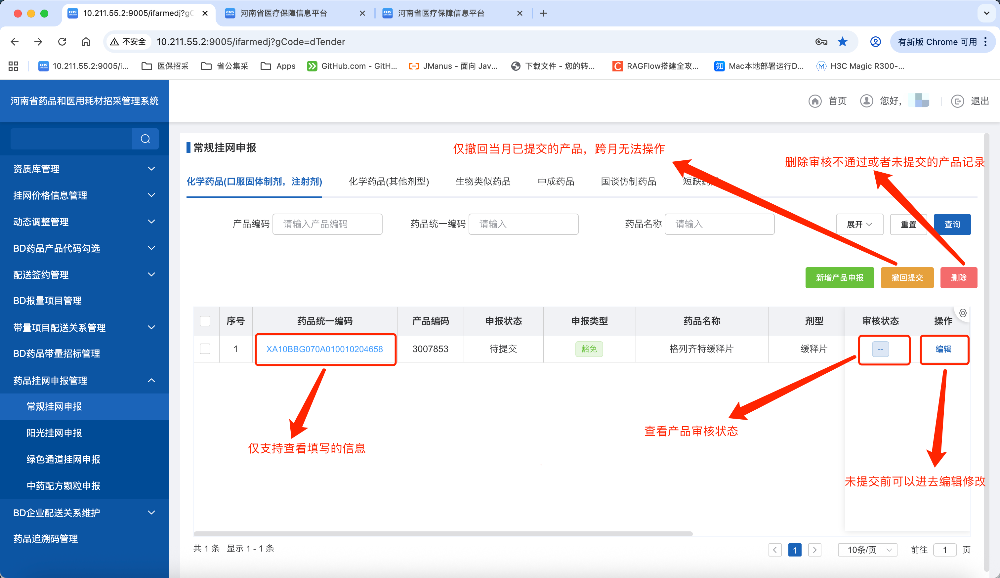 10.211.55.2:9005/ifarmedj?gC
河南省医疗保障信息平台
河南省医疗保障信息平台
不安全 10.211.55.2:9005/ifarmedj?gCode=dTender
有新版 Chrome 可用
10.211.55.2:9005/i...
医保招采
省公集采
Apps
GitHub.com - GitH...
JManus - 面向 Jav...
下载文件 - 您的转...
RAGFlow搭建全攻...
Mac本地部署运行D...
H3C Magic R300-...
河南省药品和医用耗材招采管理系统
首页 您好, 退出
资质库管理
挂网价格信息管理
动态调整管理
BD药品产品代码勾选
配送签约管理
BD报量项目管理
带量项目配送关系管理
BD药品带量招标管理
药品挂网申报管理
常规挂网申报
阳光挂网申报
绿色通道挂网申报
中药配方颗粒申报
BD企业配送关系维护
药品追溯码管理
常规挂网申报
仅撤回当月已提交的产品，跨月无法操作
删除审核不通过或者未提交的产品记录
化学药品(口服固体制剂，注射剂) 化学药品(其他剂型) 生物类似药品 中成药品 国谈仿制药品 短缺药
产品编码 请输入产品编码 药品统一编码 请输入 药品名称 请输入 展开 重置 查询
新增产品申报 撤回提交 删除
序号 药品统一编码 产品编码 申报状态 申报类型 药品名称 剂型 审核状态 操作
1 XA10BBG070A010010204658 3007853 待提交 豁免 格列齐特缓释片 缓释片 -- 编辑
查看产品审核状态
仅支持查看填写的信息
未提交前可以进去编辑修改
共 1 条 显示 1 - 1 条
1 10条/页 前往 1 页